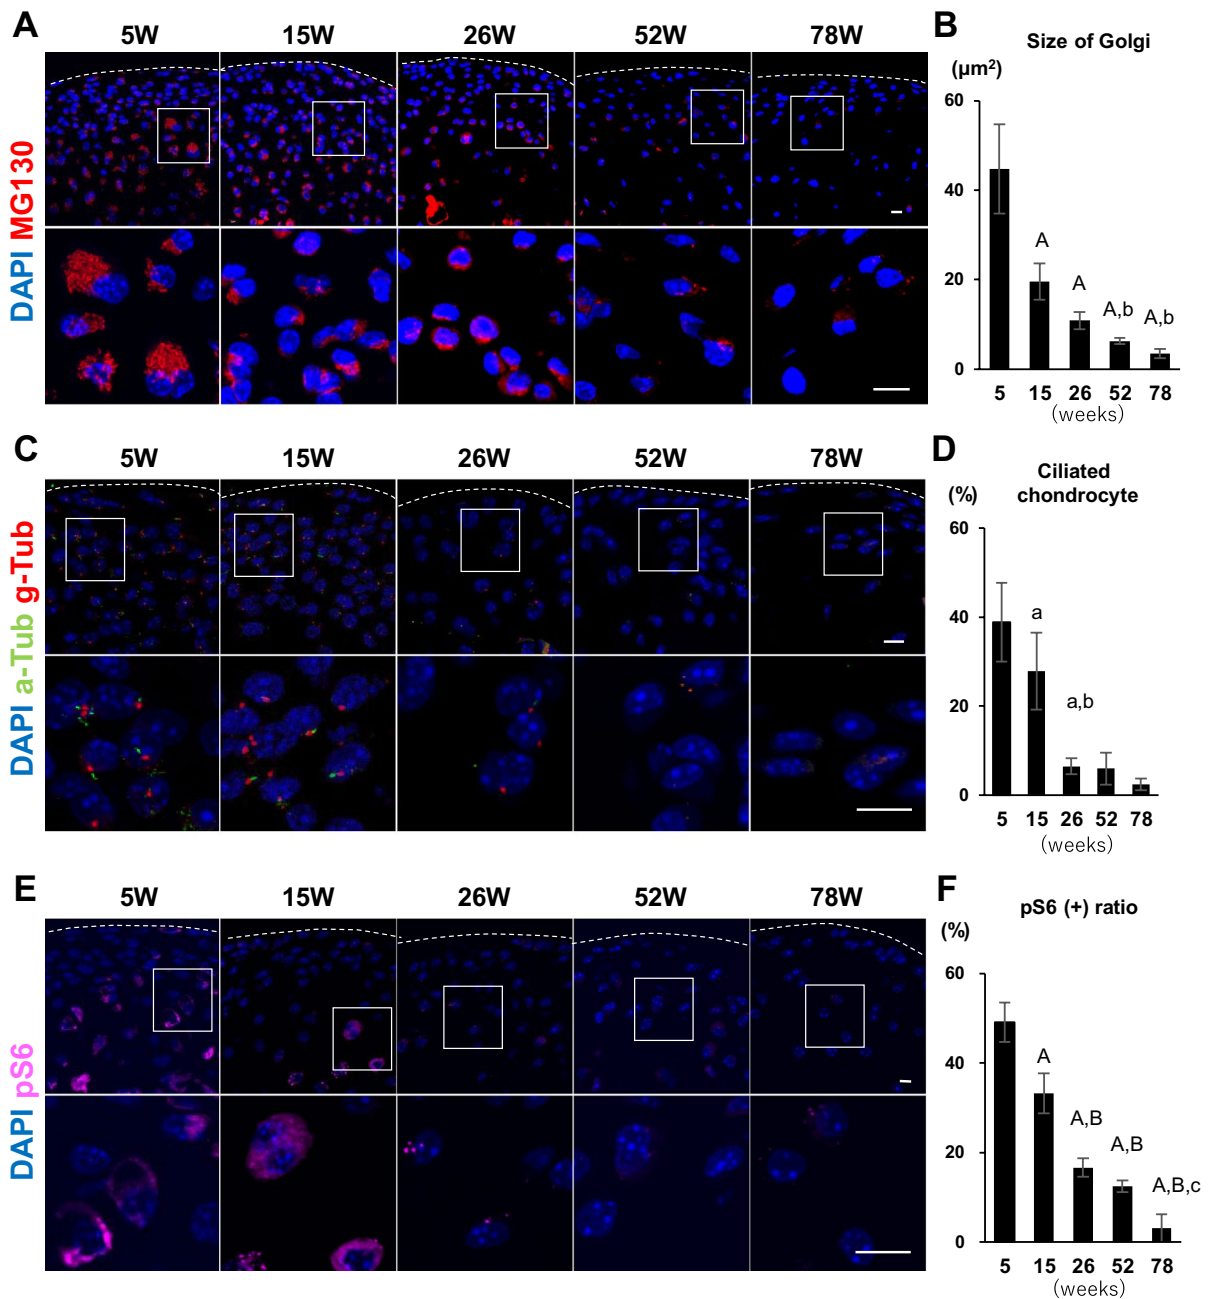 A
5W 15W 26W 52W 78W
DAPI MG130
B
Size of Golgi
(μm²)
60
40
20
0
A
A
A,b
A,b
5 15 26 52 78
(weeks)
C
5W 15W 26W 52W 78W
DAPI a-Tub g-Tub
D
Ciliated
chondrocyte
(%)
60
40
20
0
a
a,b
5 15 26 52 78
(weeks)
E
5W 15W 26W 52W 78W
DAPI pS6
F
pS6 (+) ratio
(%)
60
40
20
0
A
A,B
A,B
A,B,c
5 15 26 52 78
(weeks)